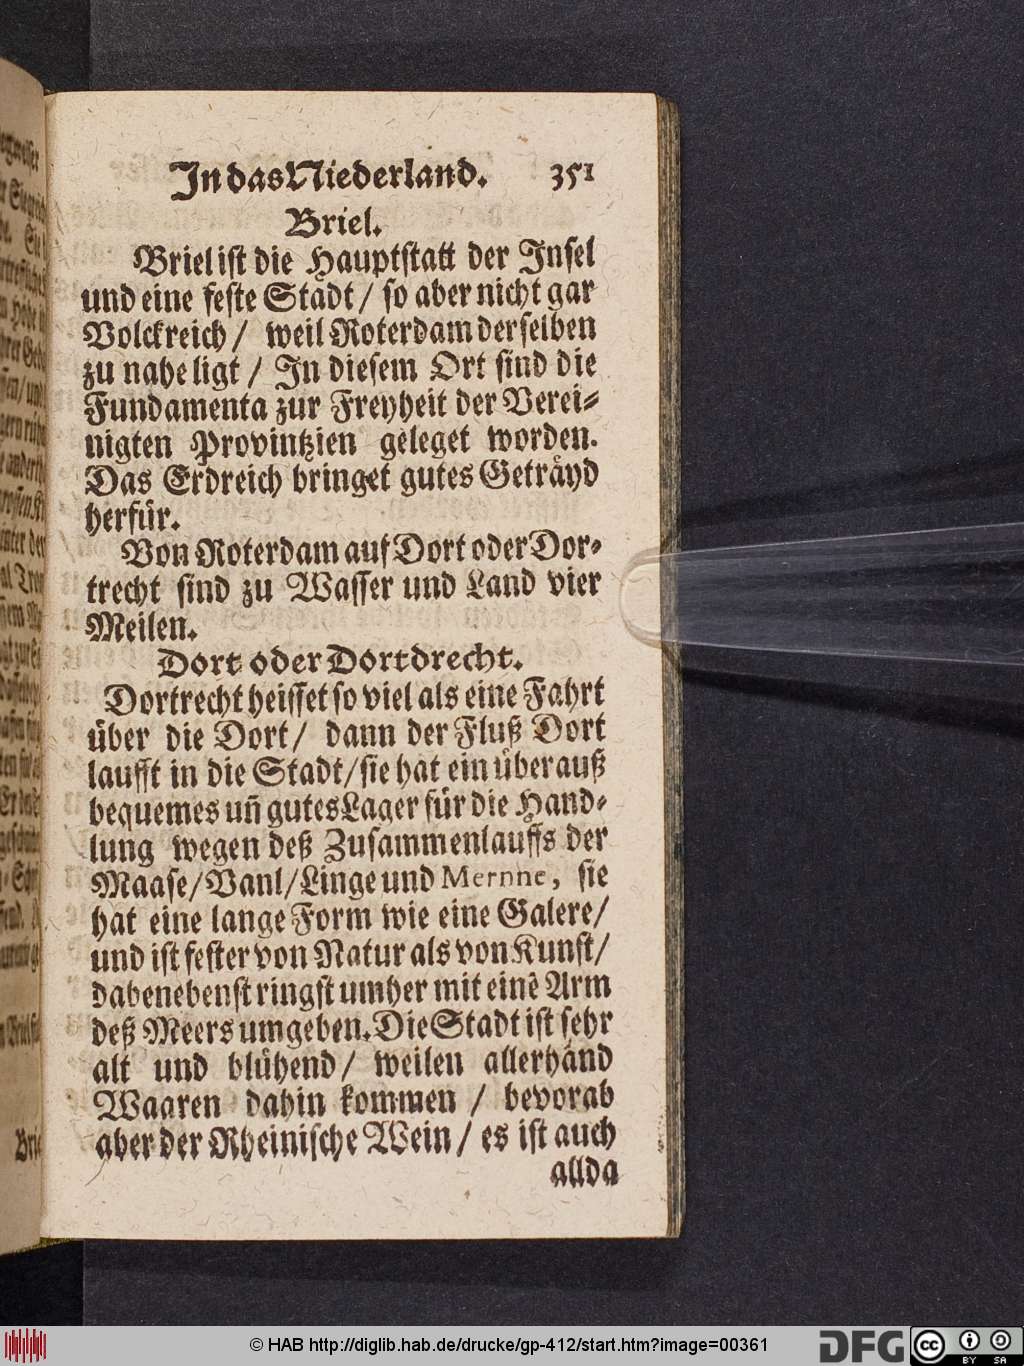 In das Niederland. 351
Briel.
Briel ist die Hauptstatt der Insel
und eine feste Stadt / so aber nicht gar
Volckreich / weil Roterdam derselben
zu nahe ligt / In diesem Ort sind die
Fundamenta zur Freyheit der Verei-
nigten Provintzien geleget worden.
Das Erdreich bringet gutes Geträyd
herfür.
Von Roterdam auf Dort oder Dor-
trecht sind zu Wasser und Land vier
Meilen.
Dort oder Dortdrecht.
Dortrecht heisset so viel als eine Fahrt
über die Dort / dann der Fluß Dort
laufft in die Stadt / sie hat ein überauß
bequemes uñ gutes Lager für die Hand-
lung wegen deß Zusammenlauffs der
Maase / Vanl / Linge und Mernne, sie
hat eine lange Form wie eine Galere /
und ist fester von Natur als von Kunst /
dabenebenst ringst umher mit einē Arm
deß Meers umgeben. Die Stadt ist sehr
alt und blühend / weilen allerhand
Waaren dahin kommen / bevorab
aber der Rheinische Wein / es ist auch
allda
© HAB http://diglib.hab.de/drucke/gp-412/start.htm?image=00361
DFG
cc BY SA